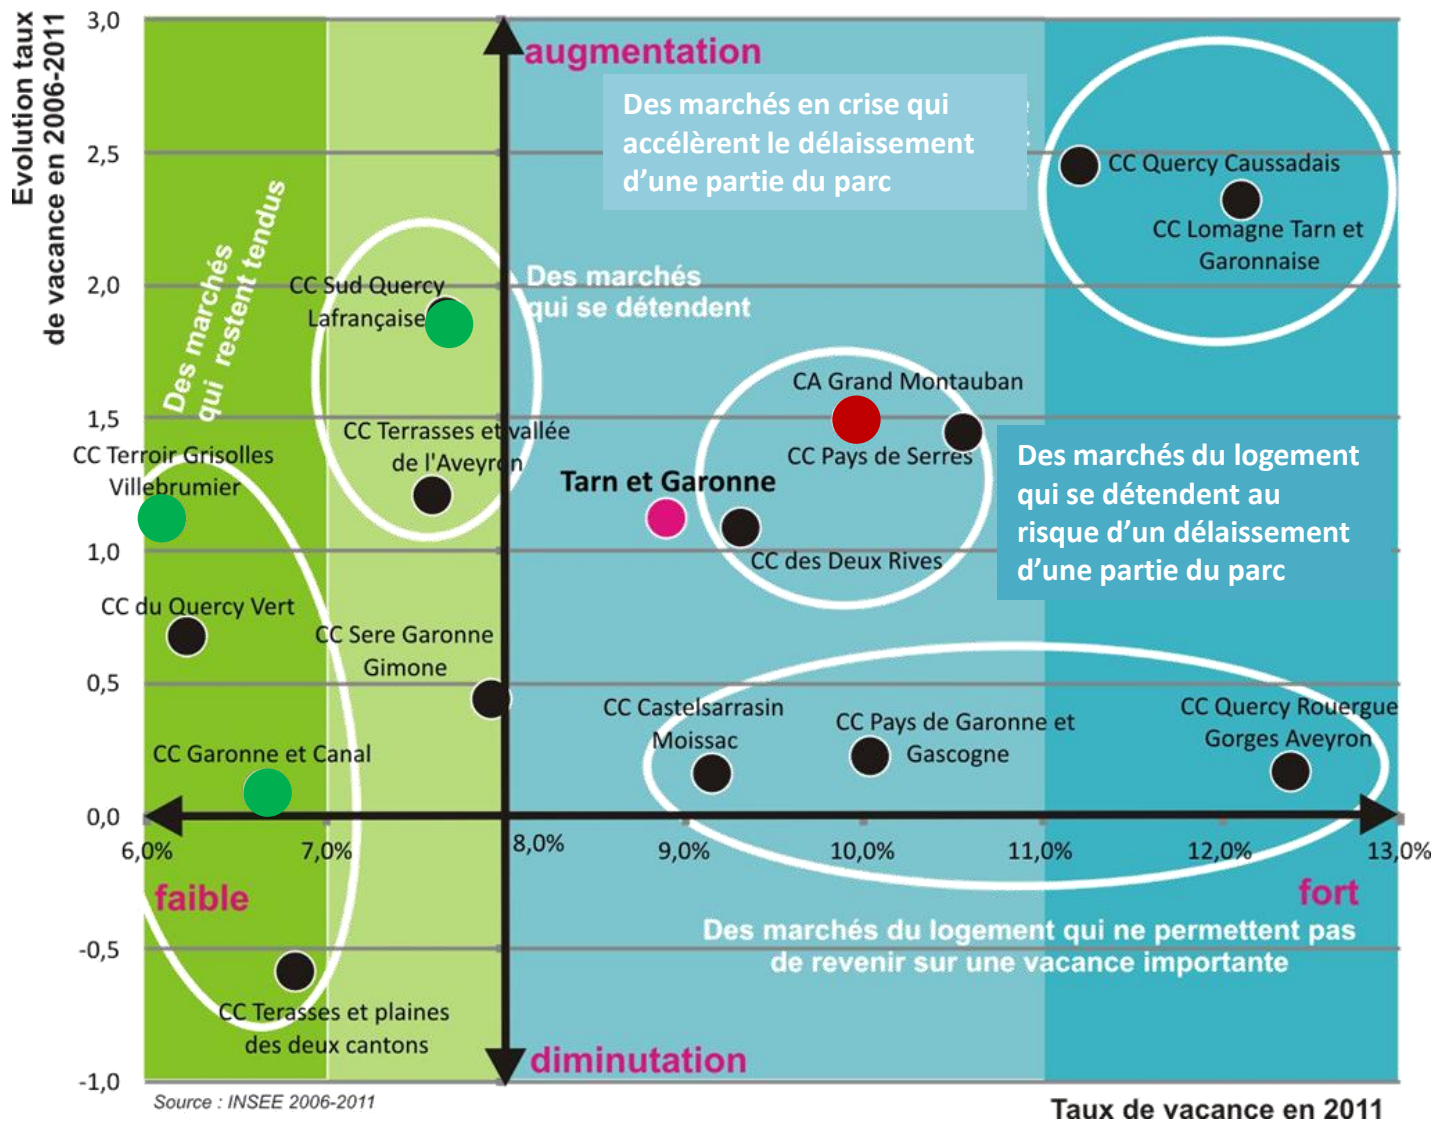 Evolution taux
de vacance en 2006-2011
3,0
2,5
2,0
1,5
1,0
0,5
0,0
-0,5
-1,0
augmentation
Des marchés en crise qui
accélèrent le délaissement
d’une partie du parc
CC Quercy Caussadais
CC Lomagne Tarn et
Garonnaise
Des marchés
qui restent tendus
CC Sud Quercy
Lafrançaise
Des marchés
qui se détendent
CA Grand Montauban
CC Terrasses et vallée
de l'Aveyron
CC Pays de Serres
CC Terroir Grisolles
Villebrumier
Tarn et Garonne
Des marchés du logement
qui se détendent au
risque d’un délaissement
d’une partie du parc
CC des Deux Rives
CC du Quercy Vert
CC Sere Garonne
Gimone
CC Castelsarrasin
Moissac
CC Pays de Garonne et
Gascogne
CC Quercy Rouergue
Gorges Aveyron
CC Garonne et Canal
6,0%
7,0%
8,0%
9,0%
10,0%
11,0%
12,0%
13,0%
faible
fort
Des marchés du logement qui ne permettent pas
de revenir sur une vacance importante
CC Terasses et plaines
des deux cantons
diminutation
Source : INSEE 2006-2011
Taux de vacance en 2011